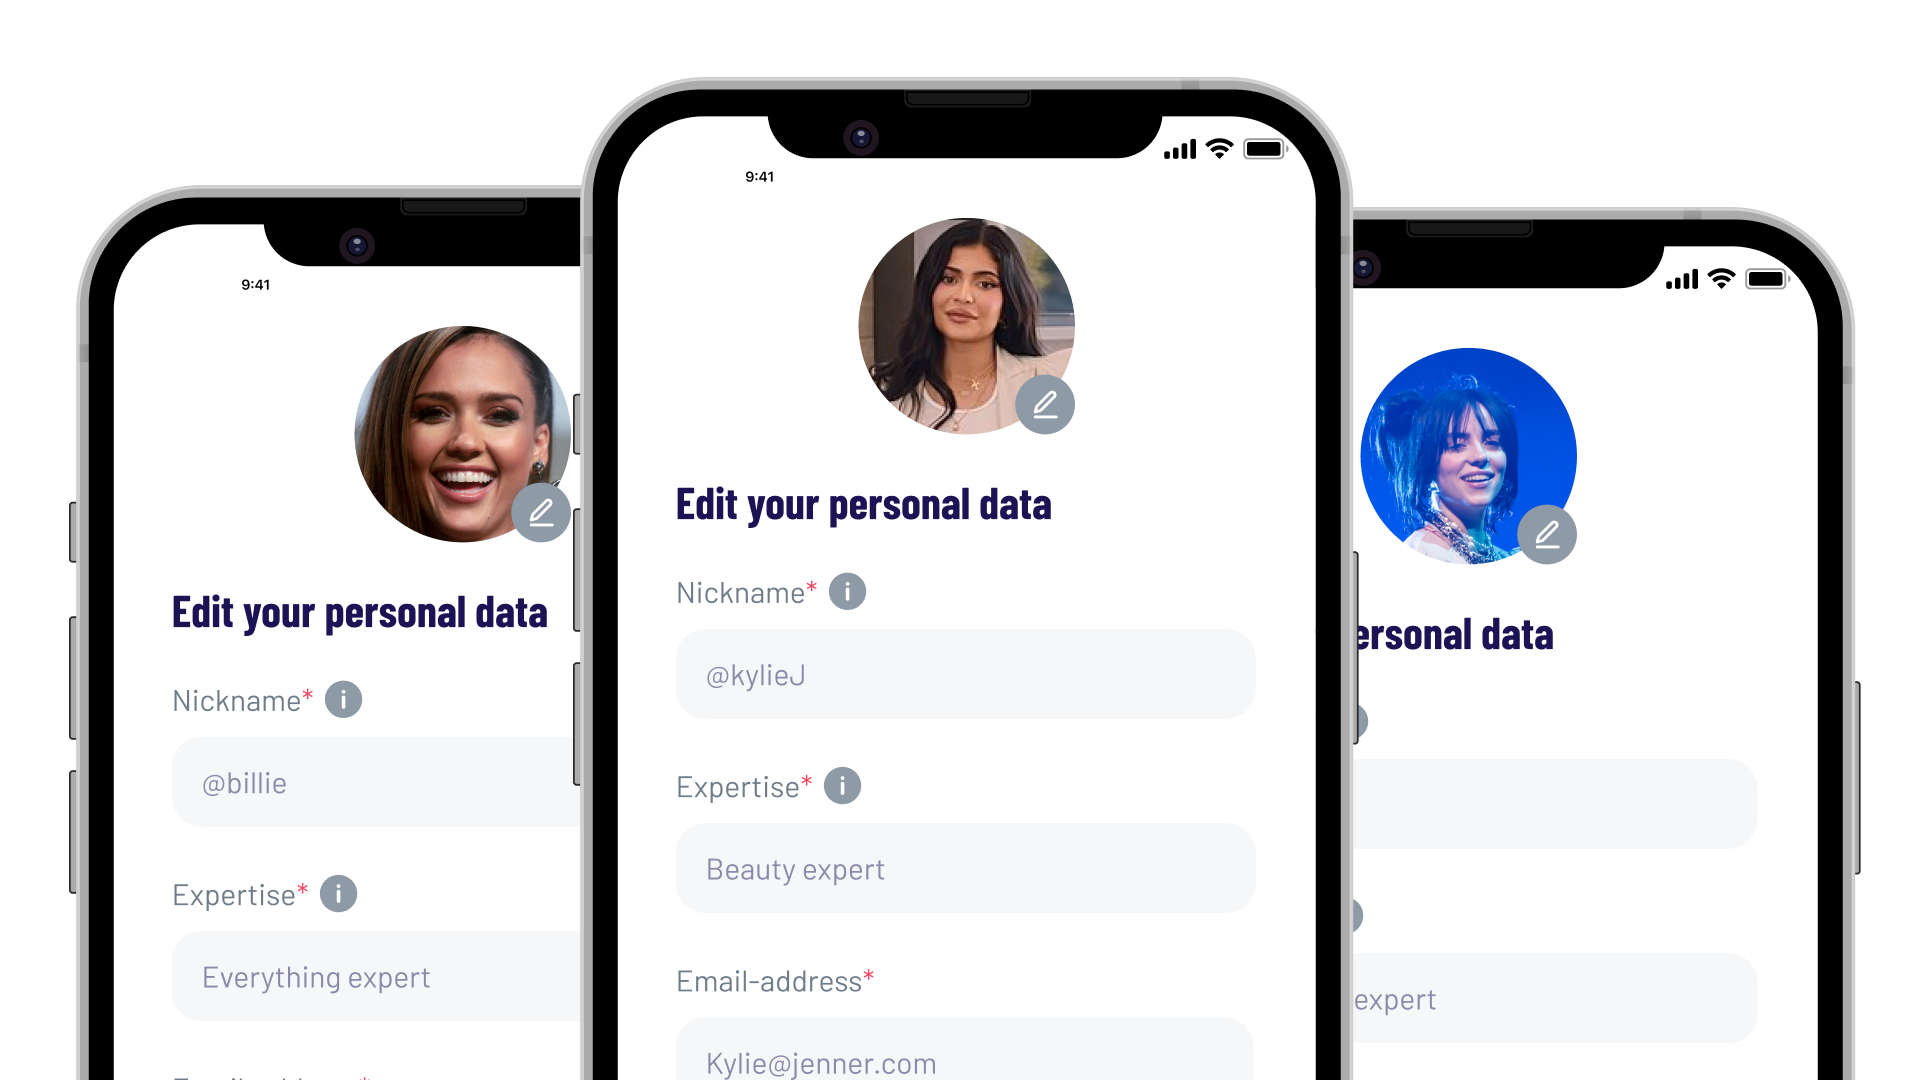 9:41
Edit your personal data
Nickname*
@billie
Expertise*
Everything expert
9:41
Edit your personal data
Nickname*
@kylieJ
Expertise*
Beauty expert
Email-address*
Kylie@jenner.com
ersonal data
expert